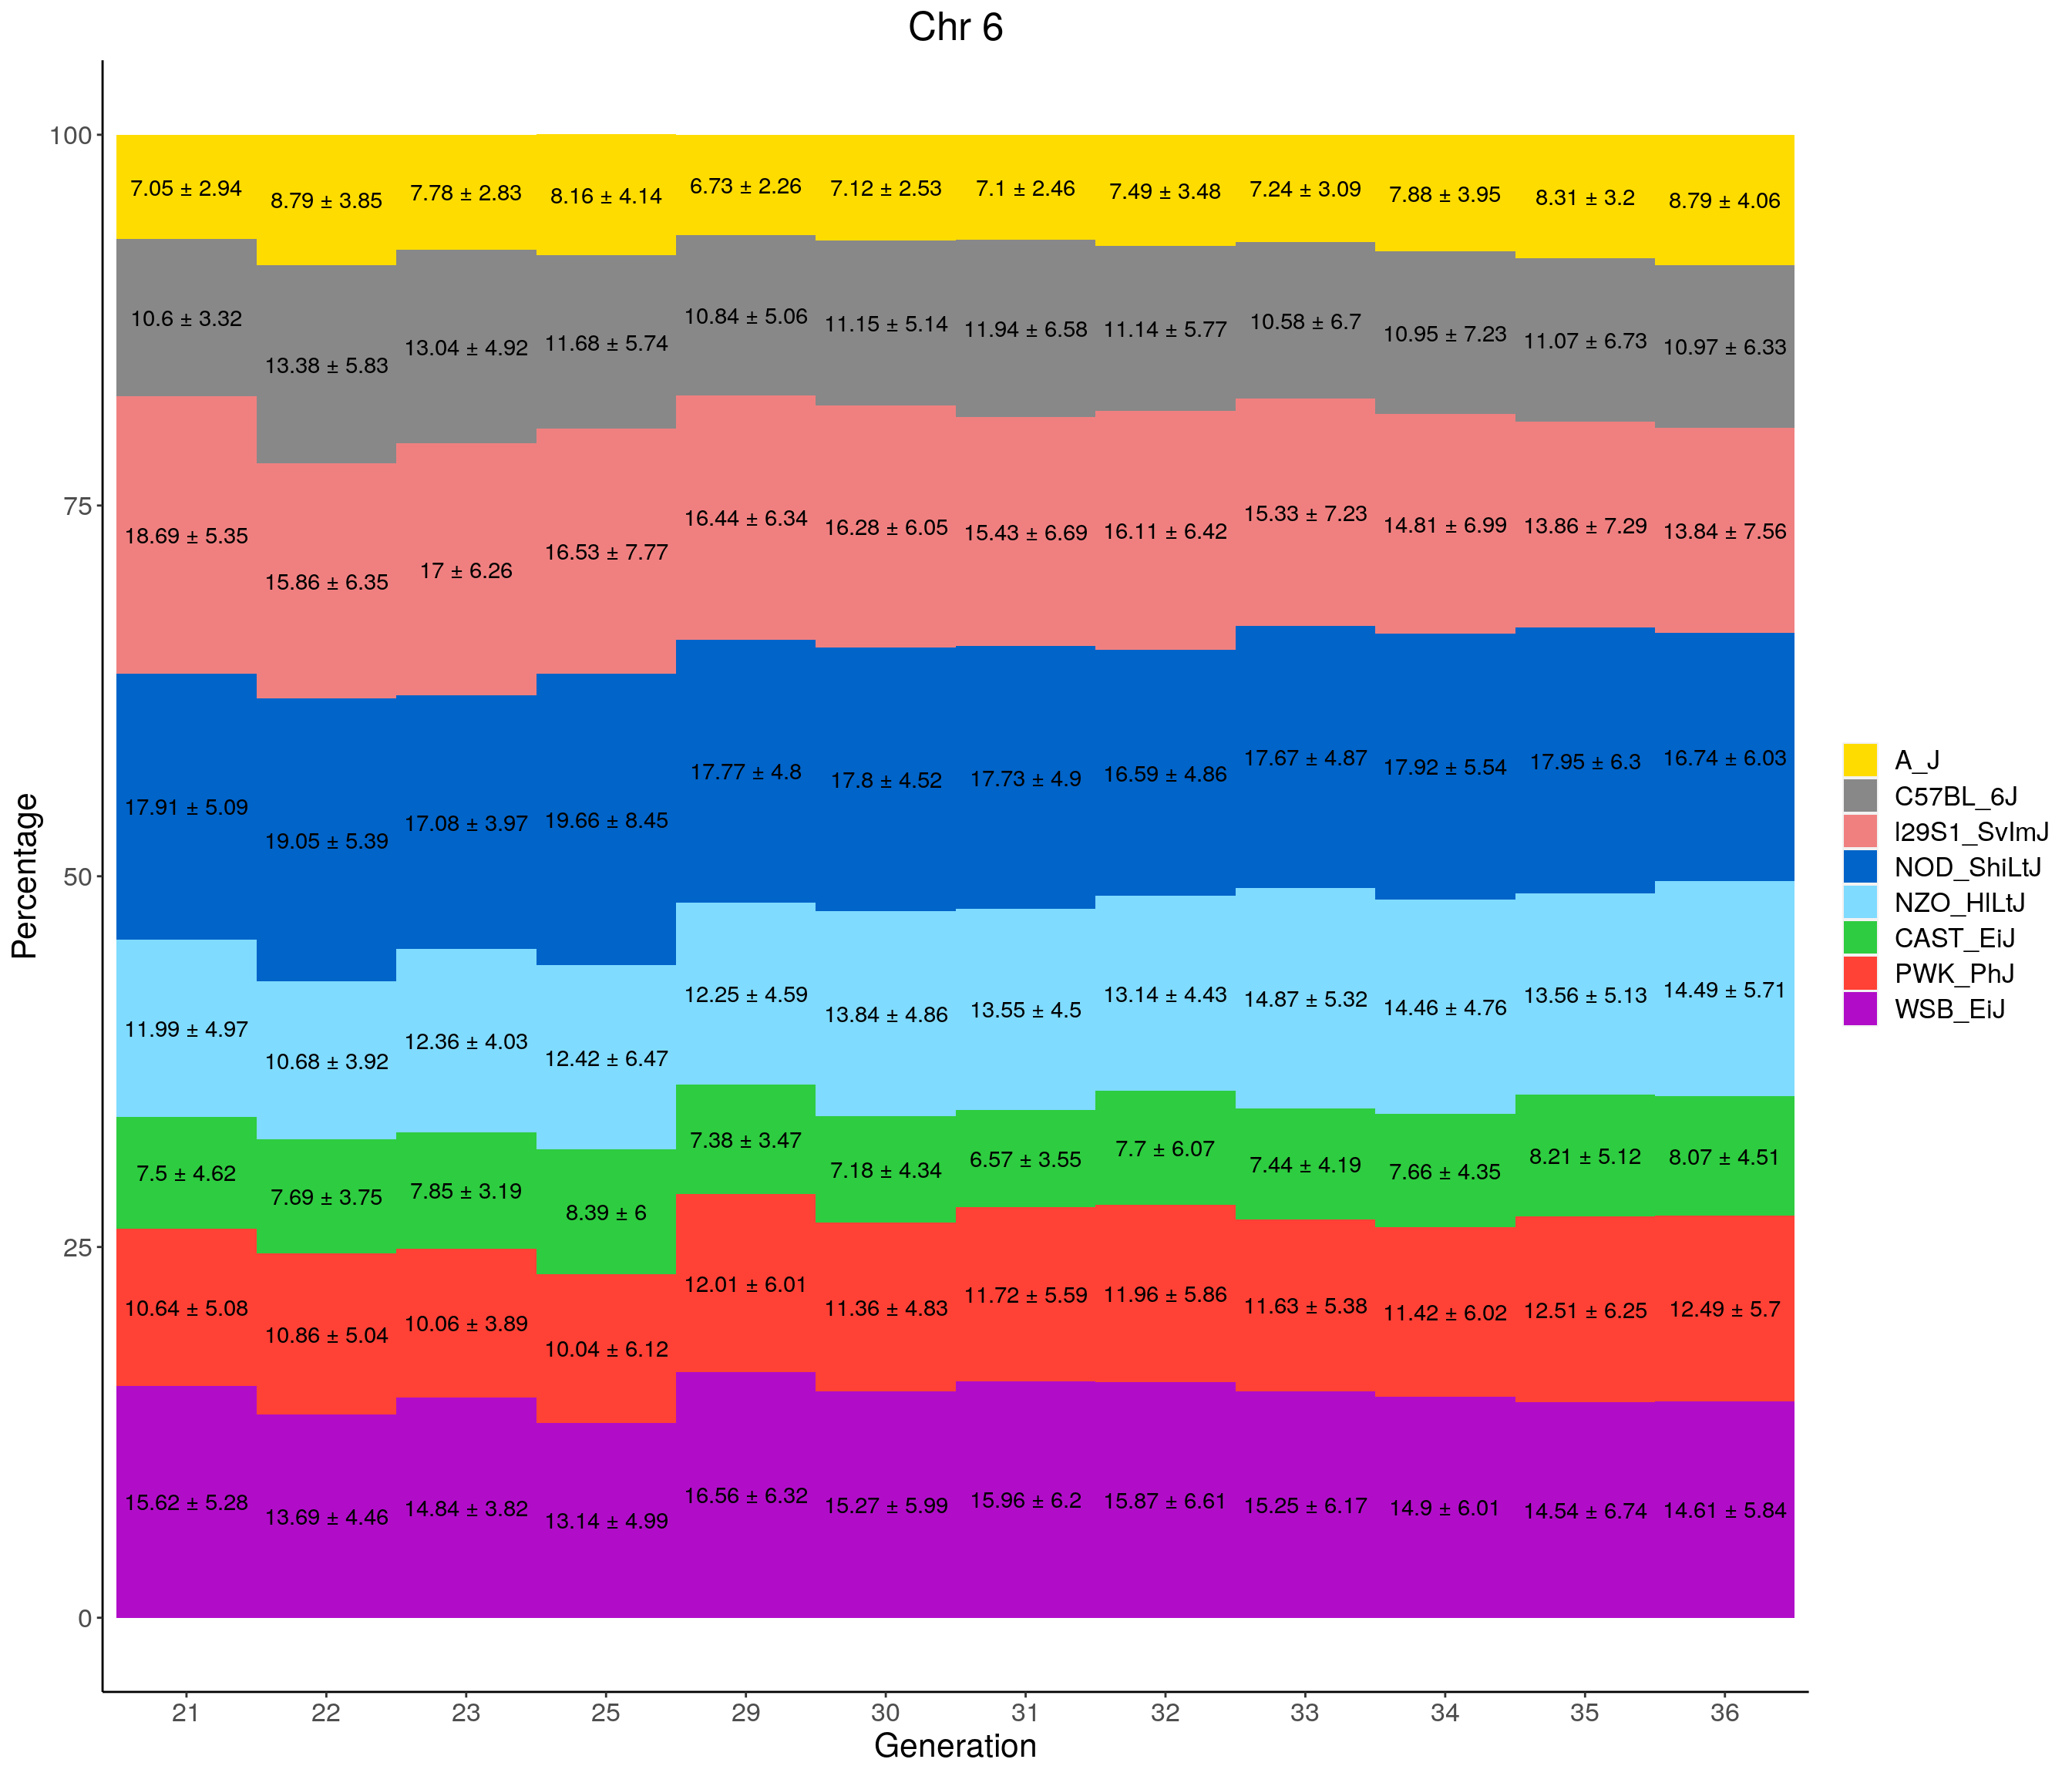 Chr 6
Percentage
100
75
50
25
0
7.05 ± 2.94 8.79 ± 3.85 7.78 ± 2.83 8.16 ± 4.14 6.73 ± 2.26 7.12 ± 2.53 7.1 ± 2.46 7.49 ± 3.48 7.24 ± 3.09 7.88 ± 3.95 8.31 ± 3.2 8.79 ± 4.06
10.6 ± 3.32 13.38 ± 5.83 13.04 ± 4.92 11.68 ± 5.74 10.84 ± 5.06 11.15 ± 5.14 11.94 ± 6.58 11.14 ± 5.77 10.58 ± 6.7 10.95 ± 7.23 11.07 ± 6.73 10.97 ± 6.33
18.69 ± 5.35 15.86 ± 6.35 17 ± 6.26 16.53 ± 7.77 16.44 ± 6.34 16.28 ± 6.05 15.43 ± 6.69 16.11 ± 6.42 15.33 ± 7.23 14.81 ± 6.99 13.86 ± 7.29 13.84 ± 7.56
17.91 ± 5.09 19.05 ± 5.39 17.08 ± 3.97 19.66 ± 8.45 17.77 ± 4.8 17.8 ± 4.52 17.73 ± 4.9 16.59 ± 4.86 17.67 ± 4.87 17.92 ± 5.54 17.95 ± 6.3 16.74 ± 6.03
11.99 ± 4.97 10.68 ± 3.92 12.36 ± 4.03 12.42 ± 6.47 12.25 ± 4.59 13.84 ± 4.86 13.55 ± 4.5 13.14 ± 4.43 14.87 ± 5.32 14.46 ± 4.76 13.56 ± 5.13 14.49 ± 5.71
7.5 ± 4.62 7.69 ± 3.75 7.85 ± 3.19 8.39 ± 6 7.38 ± 3.47 7.18 ± 4.34 6.57 ± 3.55 7.7 ± 6.07 7.44 ± 4.19 7.66 ± 4.35 8.21 ± 5.12 8.07 ± 4.51
10.64 ± 5.08 10.86 ± 5.04 10.06 ± 3.89 10.04 ± 6.12 12.01 ± 6.01 11.36 ± 4.83 11.72 ± 5.59 11.96 ± 5.86 11.63 ± 5.38 11.42 ± 6.02 12.51 ± 6.25 12.49 ± 5.7
15.62 ± 5.28 13.69 ± 4.46 14.84 ± 3.82 13.14 ± 4.99 16.56 ± 6.32 15.27 ± 5.99 15.96 ± 6.2 15.87 ± 6.61 15.25 ± 6.17 14.9 ± 6.01 14.54 ± 6.74 14.61 ± 5.84
21 22 23 25 29 30 31 32 33 34 35 36
Generation
A_J
C57BL_6J
l29S1_SvlmJ
NOD_ShiLtJ
NZO_HlLtJ
CAST_EiJ
PWK_PhJ
WSB_EiJ